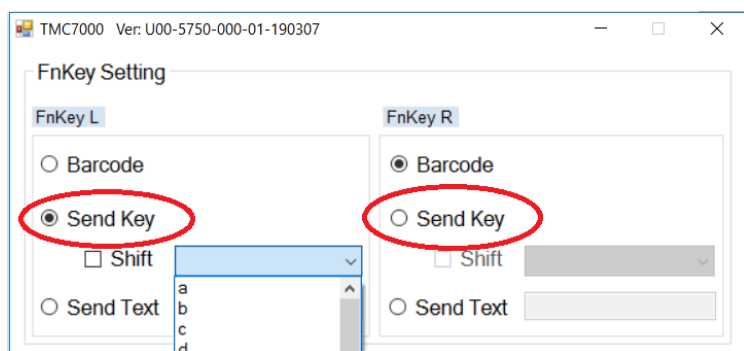 TMC7000 Ver: U00-5750-000-01-190307
FnKey Setting
FnKey L
Barcode
Send Key
Shift
a
Send Text
b
c
d
FnKey R
Barcode
Send Key
Shift
Send Text